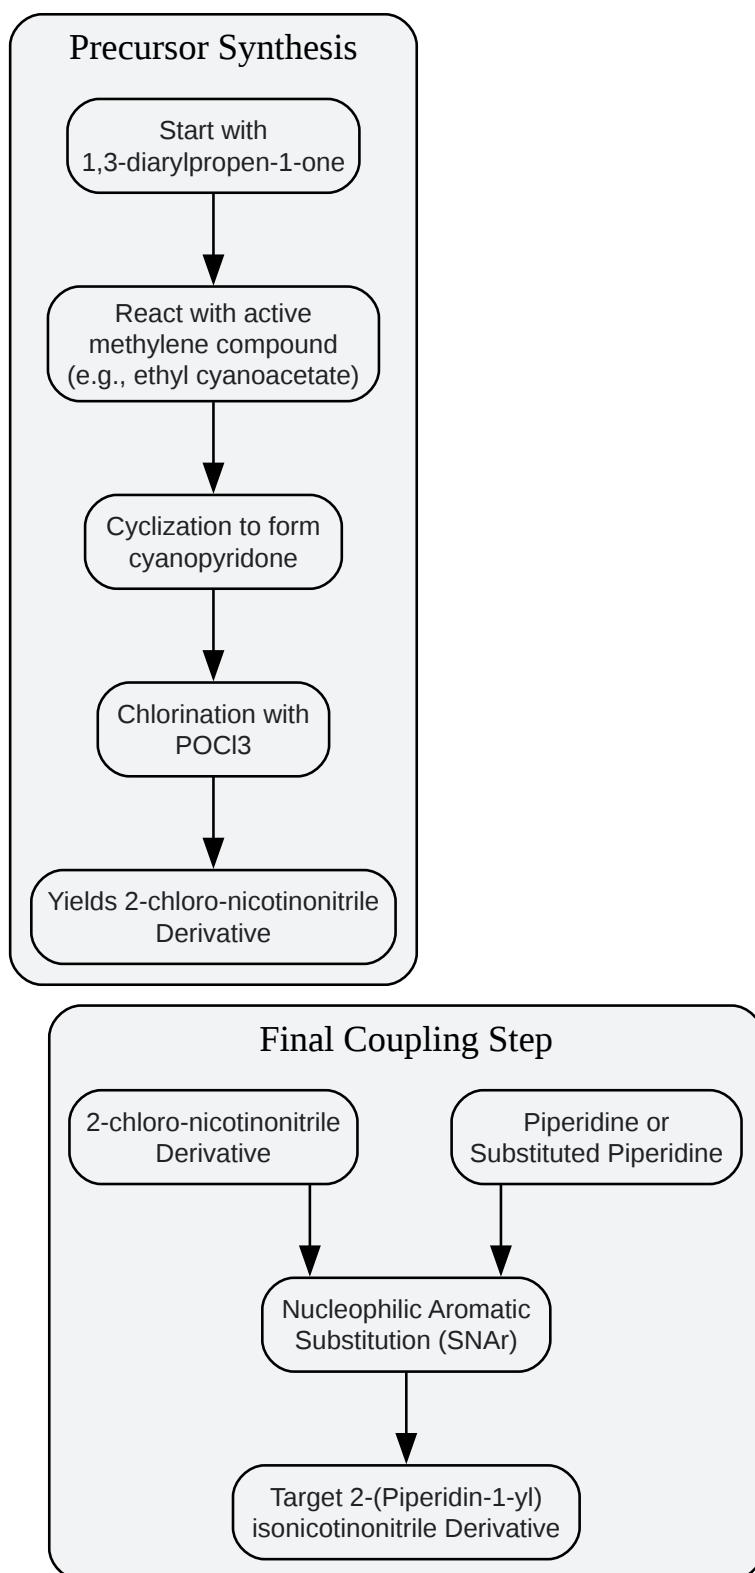 Precursor Synthesis
Start with
1,3-diarylpropen-1-one
React with active
methylene compound
(e.g., ethyl cyanoacetate)
Cyclization to form
cyanopyridone
Chlorination with
POCl3
Yields 2-chloro-nicotinonitrile
Derivative
Final Coupling Step
2-chloro-nicotinonitrile
Derivative
Piperidine or
Substituted Piperidine
Nucleophilic Aromatic
Substitution (SNAr)
Target 2-(Piperidin-1-yl)
isonicotinonitrile Derivative